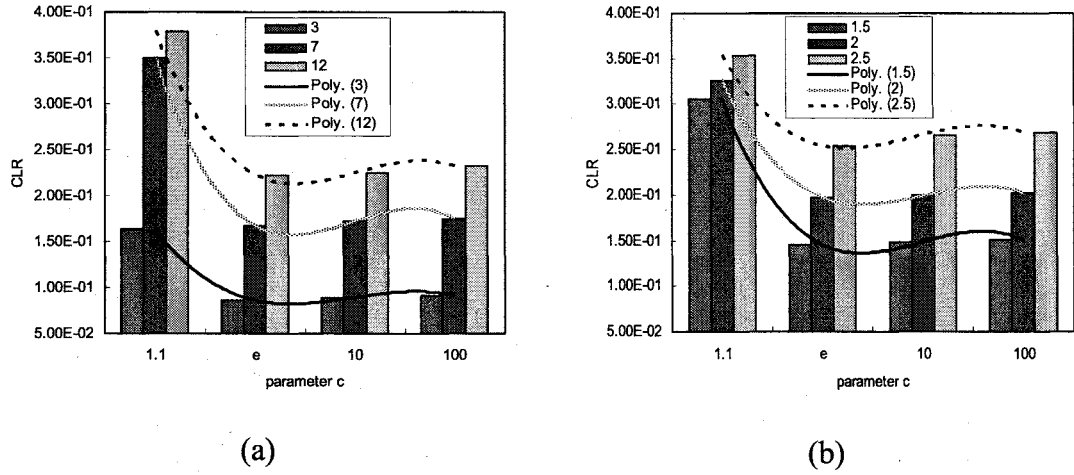 4.00E-01
3.50E-01
3.00E-01
2.50E-01
2.00E-01
1.50E-01
1.00E-01
5.00E-02
CLR
3
7
12
Poly. (3)
Poly. (7)
Poly. (12)
1.1 e 10 100
parameter c
(a)
4.00E-01
3.50E-01
3.00E-01
2.50E-01
2.00E-01
1.50E-01
1.00E-01
5.00E-02
CLR
1.5
2
2.5
Poly. (1.5)
Poly. (2)
Poly. (2.5)
1.1 e 10 100
parameter c
(b)